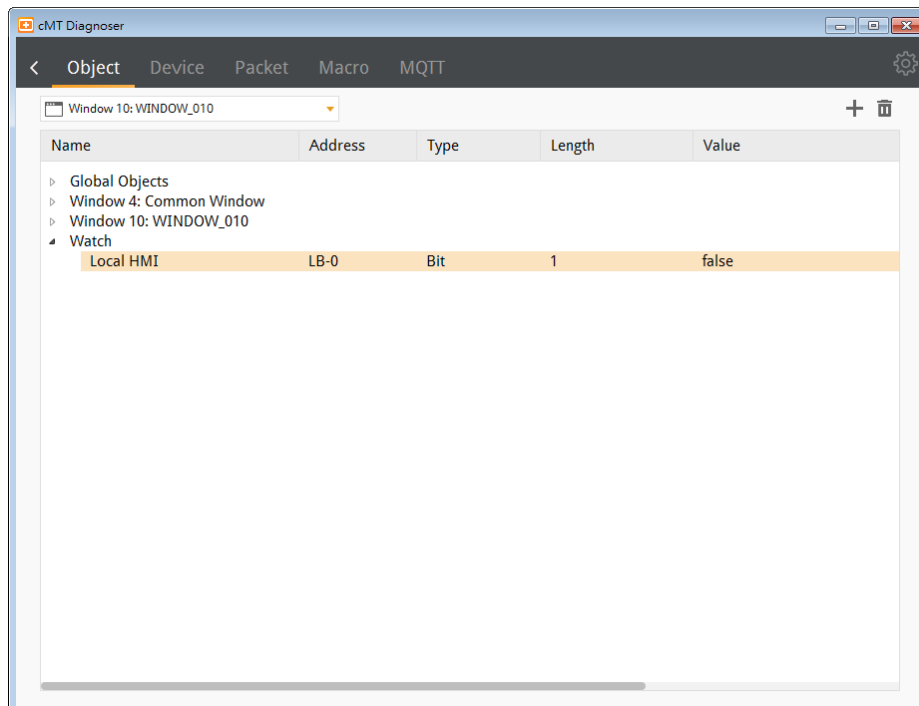 cMT Diagnoser
Object Device Packet Macro MQTT
Window 10: WINDOW_010
Name Address Type Length Value
Global Objects
Window 4: Common Window
Window 10: WINDOW_010
Watch
Local HMI LB-0 Bit 1 false